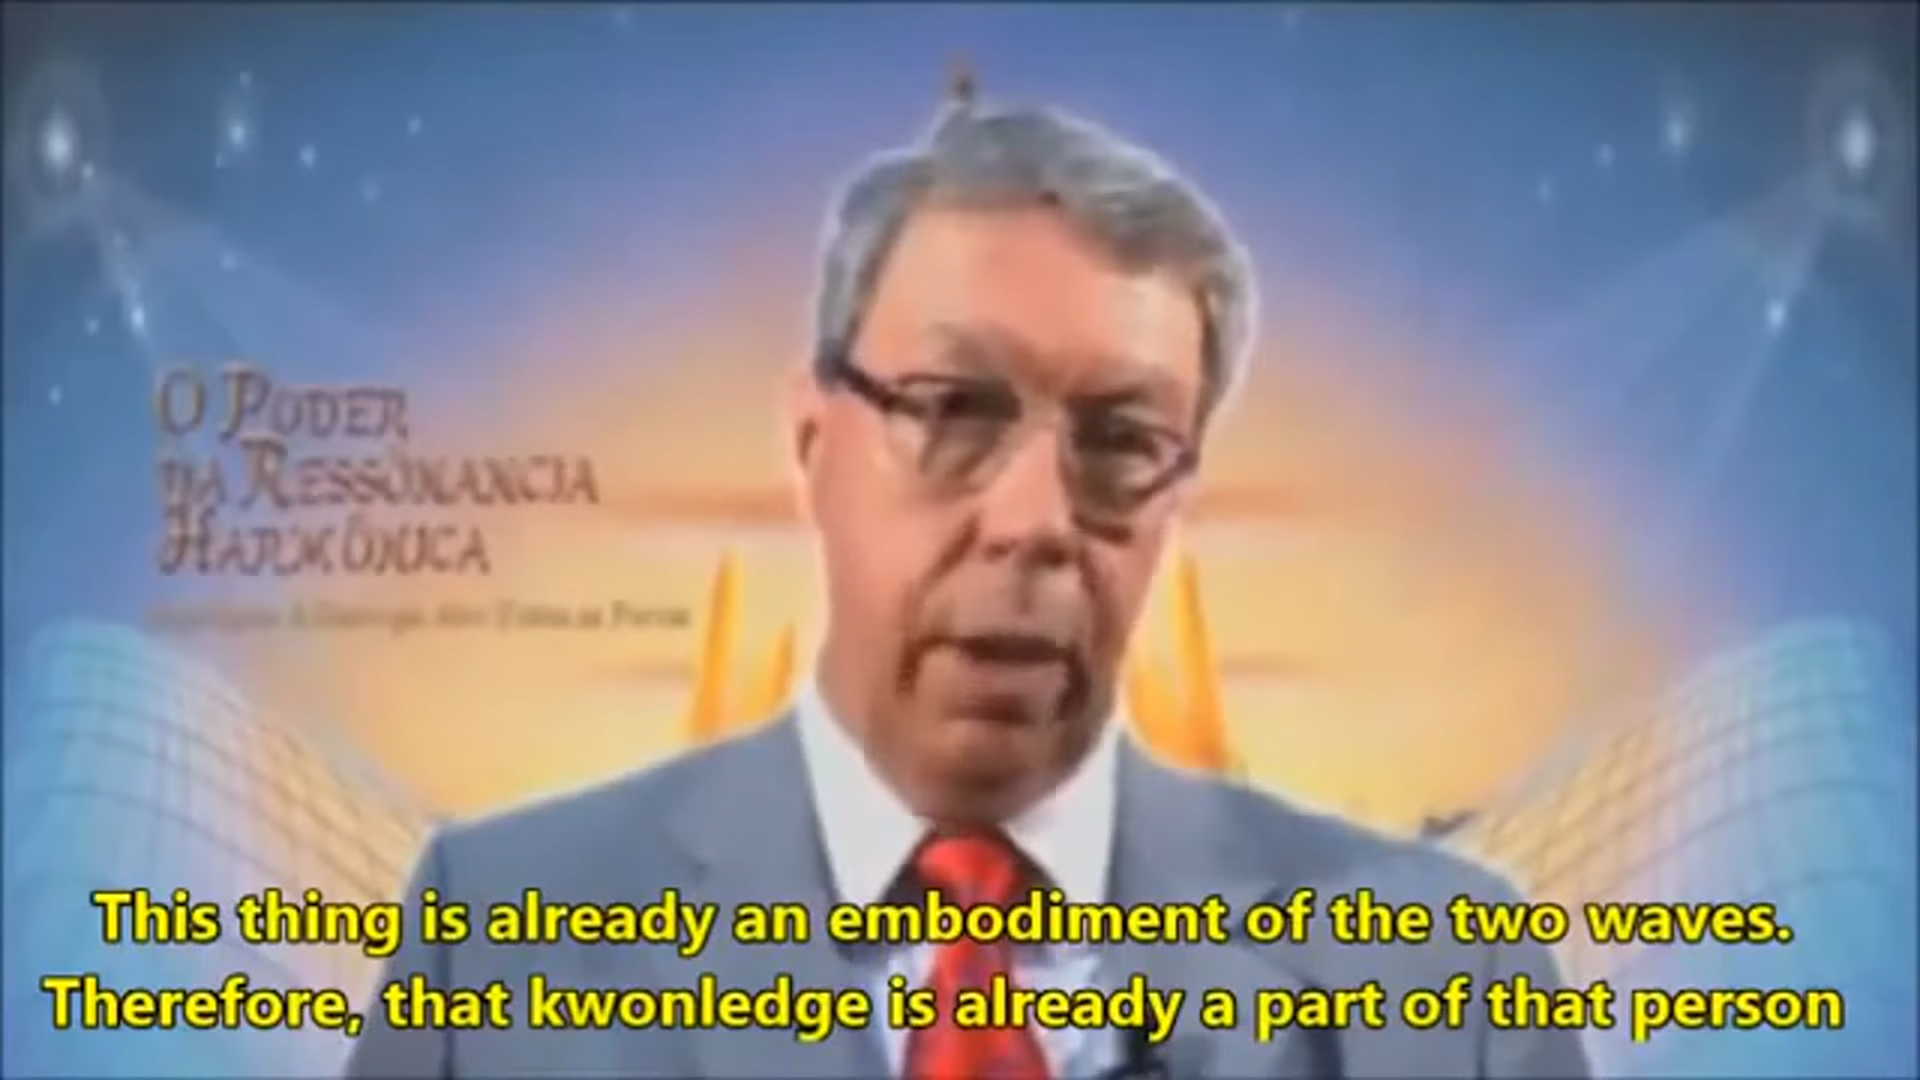 O PODER
DA RESSONANCIA
HARMÔNICA
This thing is already an embodiment of the two waves.
Therefore, that kwonledge is already a part of that person